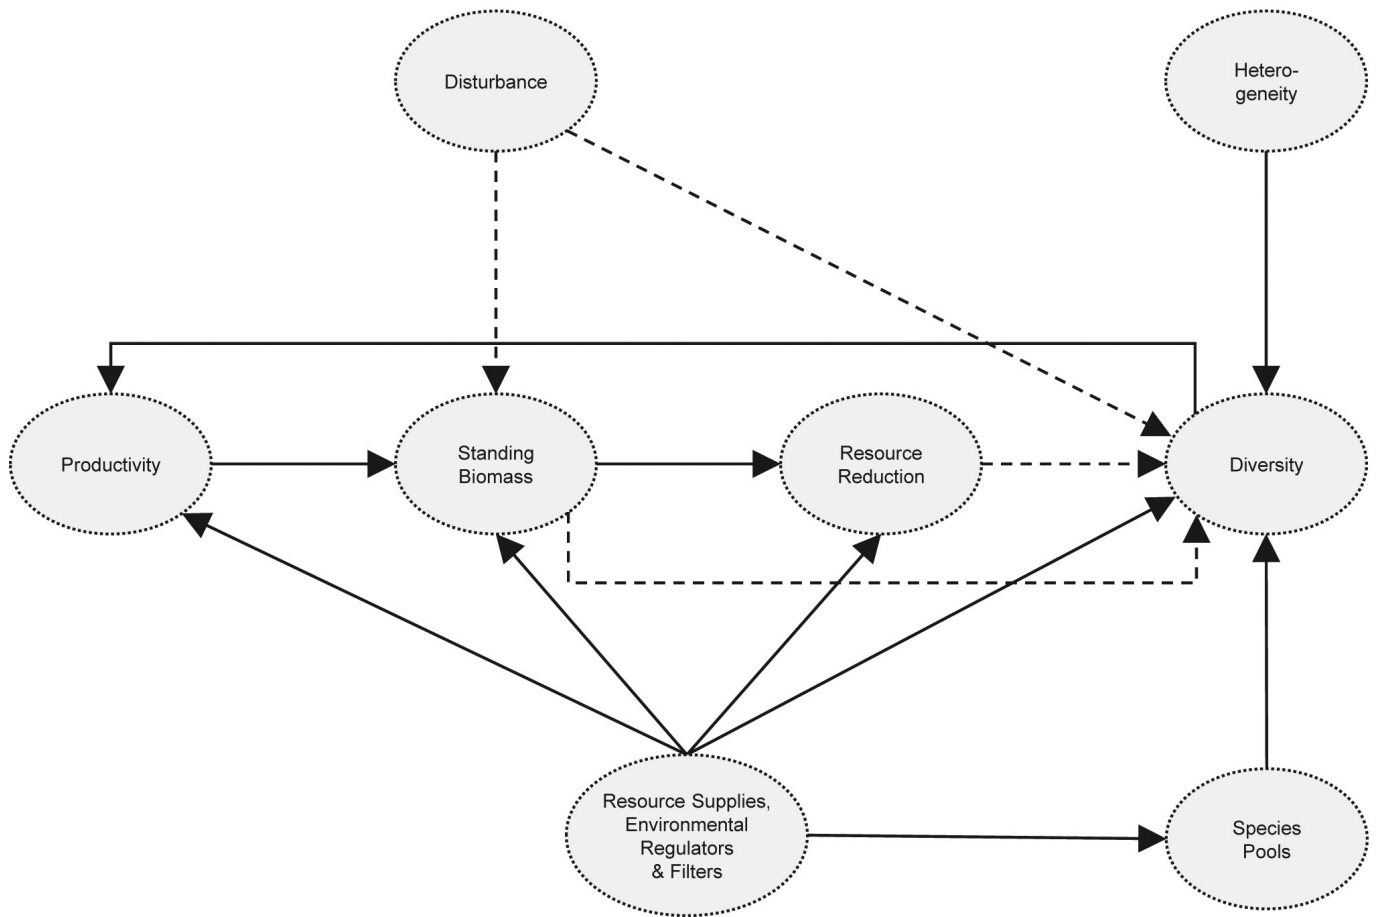 Disturbance
Hetero-
geneity
Productivity
Standing
Biomass
Resource
Reduction
Diversity
Resource Supplies,
Environmental
Regulators
& Filters
Species
Pools